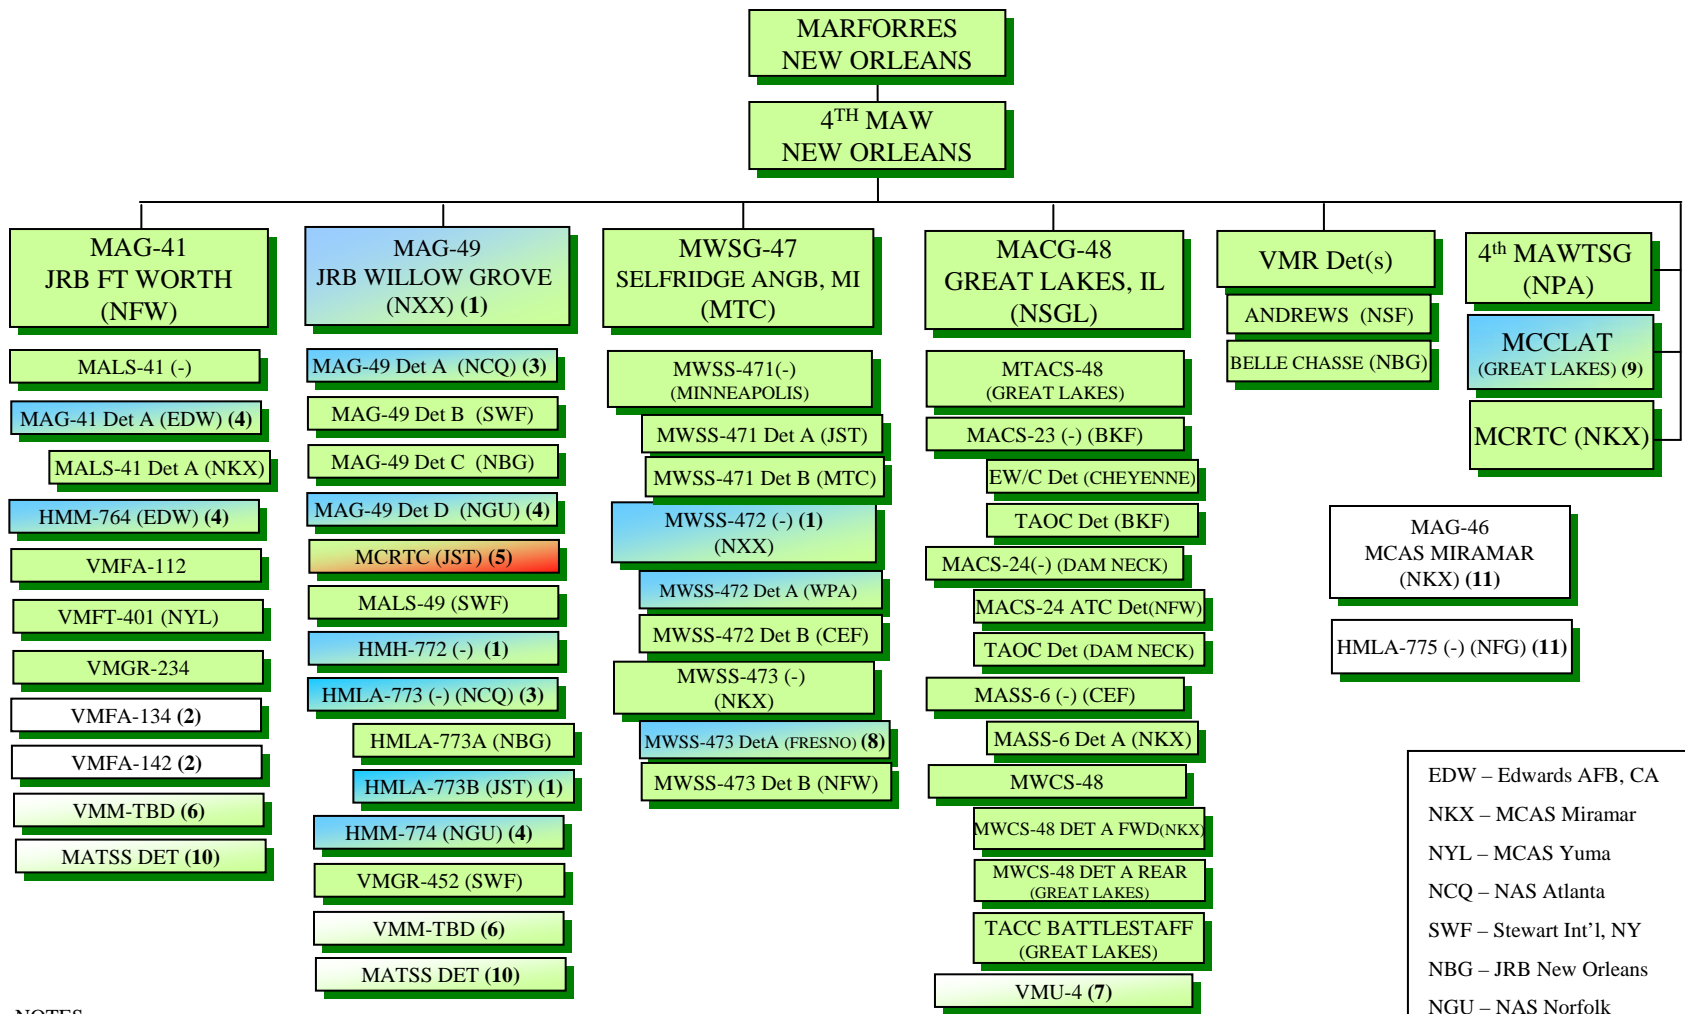 MARFORRES
NEW ORLEANS
4TH MAW
NEW ORLEANS
MAG-41
JRB FT WORTH
(NFW)
MALS-41 (-)
MAG-41 Det A (EDW) (4)
MALS-41 Det A (NKX)
HMM-764 (EDW) (4)
VMFA-112
VMFT-401 (NYL)
VMGR-234
VMFA-134 (2)
VMFA-142 (2)
VMM-TBD (6)
MATSS DET (10)
MAG-49
JRB WILLOW GROVE
(NXX) (1)
MAG-49 Det A (NCQ) (3)
MAG-49 Det B (SWF)
MAG-49 Det C (NBG)
MAG-49 Det D (NGU) (4)
MCRTC (JST) (5)
MALS-49 (SWF)
HMH-772 (-) (1)
HMLA-773 (-) (NCQ) (3)
HMLA-773A (NBG)
HMLA-773B (JST) (1)
HMM-774 (NGU) (4)
VMGR-452 (SWF)
VMM-TBD (6)
MATSS DET (10)
MWSG-47
SELFRIDGE ANGB, MI
(MTC)
MWSS-471(-)
(MINNEAPOLIS)
MWSS-471 Det A (JST)
MWSS-471 Det B (MTC)
MWSS-472 (-) (1)
(NXX)
MWSS-472 Det A (WPA)
MWSS-472 Det B (CEF)
MWSS-473 (-)
(NKX)
MWSS-473 DetA (FRESNO) (8)
MWSS-473 Det B (NFW)
MACG-48
GREAT LAKES, IL
(NSGL)
MTACS-48
(GREAT LAKES)
MACS-23 (-) (BKF)
EW/C Det (CHEYENNE)
TAOC Det (BKF)
MACS-24(-) (DAM NECK)
MACS-24 ATC Det(NFW)
TAOC Det (DAM NECK)
MASS-6 (-) (CEF)
MASS-6 Det A (NKX)
MWCS-48
MWCS-48 DET A FWD(NKX)
MWCS-48 DET A REAR
(GREAT LAKES)
TACC BATTLESTAFF
(GREAT LAKES)
VMU-4 (7)
VMR Det(s)
ANDREWS (NSF)
BELLE CHASSE (NBG)
4th MAWTSG
(NPA)
MCCLAT
(GREAT LAKES) (9)
MCRTC (NKX)
MAG-46
MCAS MIRAMAR
(NKX) (11)
HMLA-775 (-) (NFG) (11)
EDW – Edwards AFB, CA
NKX – MCAS Miramar
NYL – MCAS Yuma
NCQ – NAS Atlanta
SWF – Stewart Int'l, NY
NBG – JRB New Orleans
NGU – NAS Norfolk
NOTES